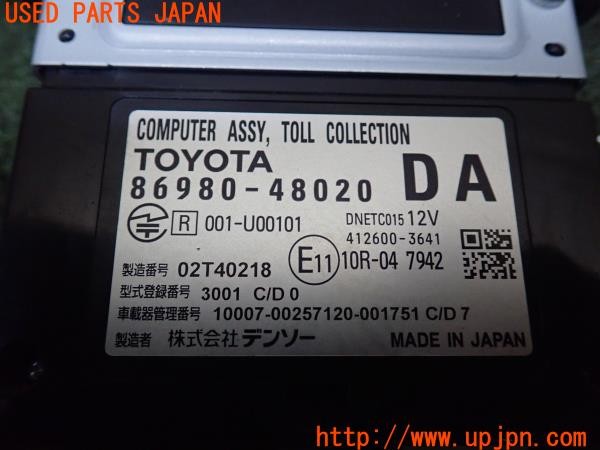 USED PARTS JAPAN
COMPUTER ASSY, TOLL COLLECTION
TOYOTA
86980-48020 DA
R 001-U00101 DNETC015 12V
412600-3641
製造番号 02T40218 E11 10R-04 7942
型式登録番号 3001 C/D 0
車載器管理番号 10007-00257120-001751 C/D 7
製造者 株式会社デンソー MADE IN JAPAN
UPJ
http://www.upjpn.com